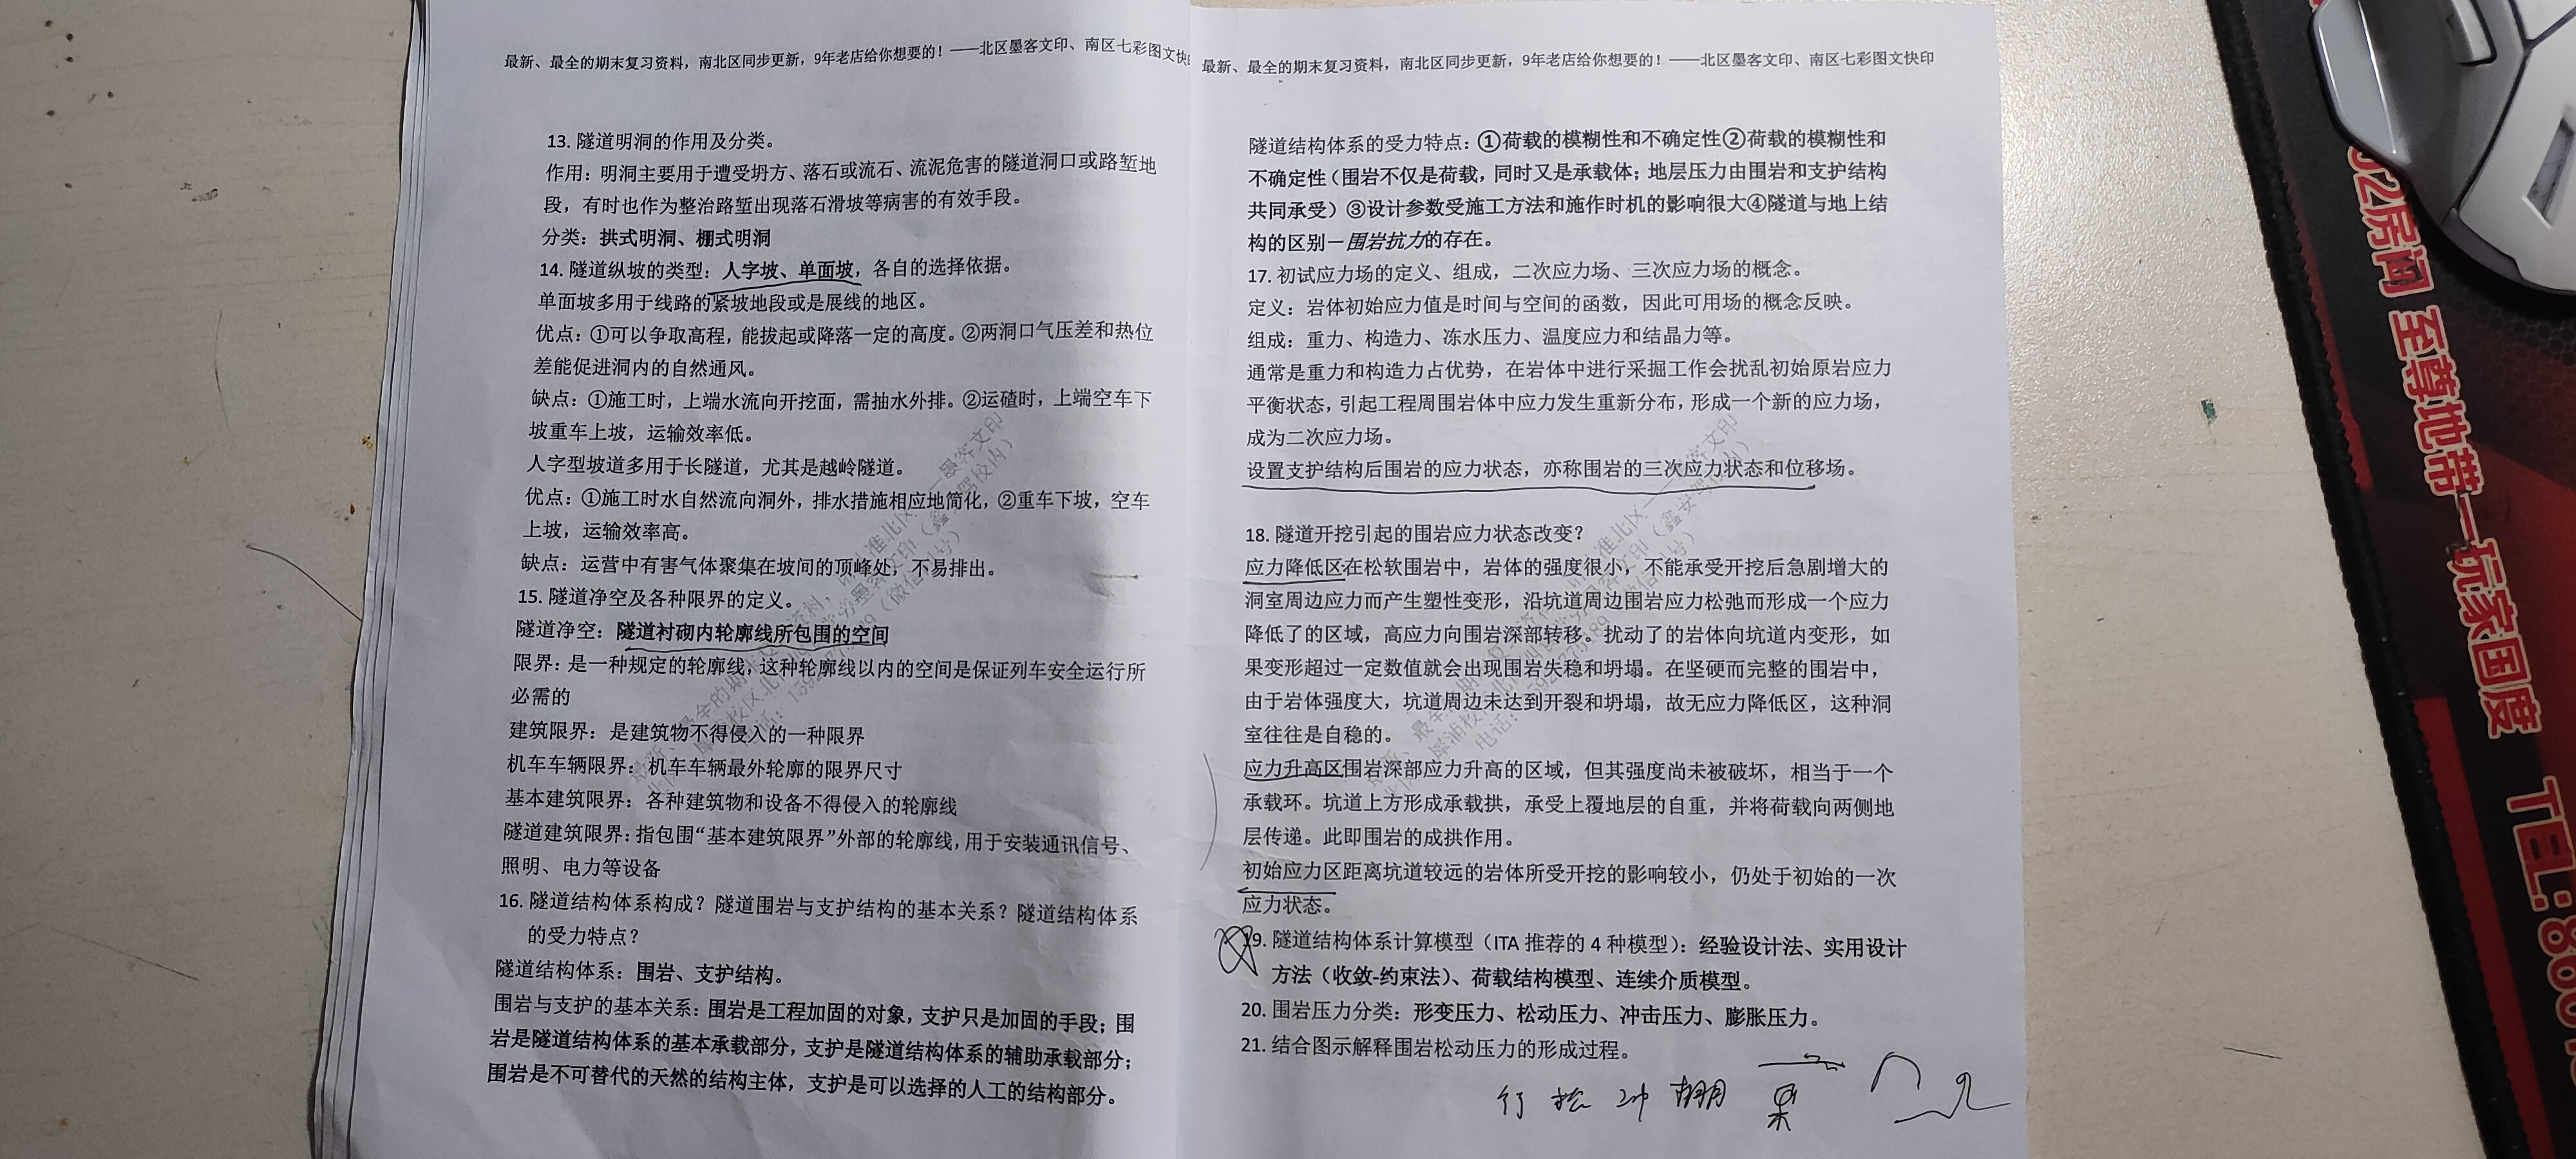 最新、最全的期末复习资料，南北区同步更新，9年老店给你想要的！——北区墨客文印、南区七彩图文快
13. 隧道明洞的作用及分类。
作用：明洞主要用于遭受坍方、落石或流石、流泥危害的隧道洞口或路堑地
段，有时也作为整治路堑出现落石滑坡等病害的有效手段。
分类：拱式明洞、棚式明洞
14. 隧道纵坡的类型：人字坡、单面坡，各自的选择依据。
单面坡多用于线路的紧坡地段或是展线的地区。
优点：①可以争取高程，能拔起或降落一定的高度。②两洞口气压差和热位
差能促进洞内的自然通风。
缺点：①施工时，上端水流向开挖面，需抽水外排。②运碴时，上端空车下
坡重车上坡，运输效率低。
人字型坡道多用于长隧道，尤其是越岭隧道。
优点：①施工时水自然流向洞外，排水措施相应地简化，②重车下坡，空车
上坡，运输效率高。
缺点：运营中有害气体聚集在坡间的顶峰处，不易排出。
15. 隧道净空及各种限界的定义。
隧道净空：隧道衬砌内轮廓线所包围的空间
限界：是一种规定的轮廓线，这种轮廓线以内的空间是保证列车安全运行所
必需的
建筑限界：是建筑物不得侵入的一种限界
机车车辆限界：机车车辆最外轮廓的限界尺寸
基本建筑限界：各种建筑物和设备不得侵入的轮廓线
隧道建筑限界：指包围“基本建筑限界”外部的轮廓线，用于安装通讯信号、
照明、电力等设备
16. 隧道结构体系构成？隧道围岩与支护结构的基本关系？隧道结构体系
的受力特点？
隧道结构体系：围岩、支护结构。
围岩与支护的基本关系：围岩是工程加固的对象，支护只是加固的手段；围
岩是隧道结构体系的基本承载部分，支护是隧道结构体系的辅助承载部分；
围岩是不可替代的天然的结构主体，支护是可以选择的人工的结构部分。
最新、最全的期末复习资料，南北区同步更新，9年老店给你想要的！——北区墨客文印、南区七彩图文快印
隧道结构体系的受力特点：①荷载的模糊性和不确定性②荷载的模糊性和
不确定性（围岩不仅是荷载，同时又是承载体；地层压力由围岩和支护结构
共同承受）③设计参数受施工方法和施作时机的影响很大④隧道与地上结
构的区别—围岩抗力的存在。
17. 初试应力场的定义、组成，二次应力场、三次应力场的概念。
定义：岩体初始应力值是时间与空间的函数，因此可用场的概念反映。
组成：重力、构造力、冻水压力、温度应力和结晶力等。
通常是重力和构造力占优势，在岩体中进行采掘工作会扰乱初始原岩应力
平衡状态，引起工程周围岩体中应力发生重新分布，形成一个新的应力场，
成为二次应力场。
设置支护结构后围岩的应力状态，亦称围岩的三次应力状态和位移场。
18. 隧道开挖引起的围岩应力状态改变？
应力降低区在松软围岩中，岩体的强度很小，不能承受开挖后急剧增大的
洞室周边应力而产生塑性变形，沿坑道周边围岩应力松弛而形成一个应力
降低了的区域，高应力向围岩深部转移。扰动了的岩体向坑道内变形，如
果变形超过一定数值就会出现围岩失稳和坍塌。在坚硬而完整的围岩中，
由于岩体强度大，坑道周边未达到开裂和坍塌，故无应力降低区，这种洞
室往往是自稳的。
应力升高区围岩深部应力升高的区域，但其强度尚未被破坏，相当于一个
承载环。坑道上方形成承载拱，承受上覆地层的自重，并将荷载向两侧地
层传递。此即围岩的成拱作用。
初始应力区距离坑道较远的岩体所受开挖的影响较小，仍处于初始的一次
应力状态。
19. 隧道结构体系计算模型（ITA 推荐的 4 种模型）：经验设计法、实用设计
方法（收敛-约束法）、荷载结构模型、连续介质模型。
20. 围岩压力分类：形变压力、松动压力、冲击压力、膨胀压力。
21. 结合图示解释围岩松动压力的形成过程。
02房间 至尊地带—玩家国度 TEL: